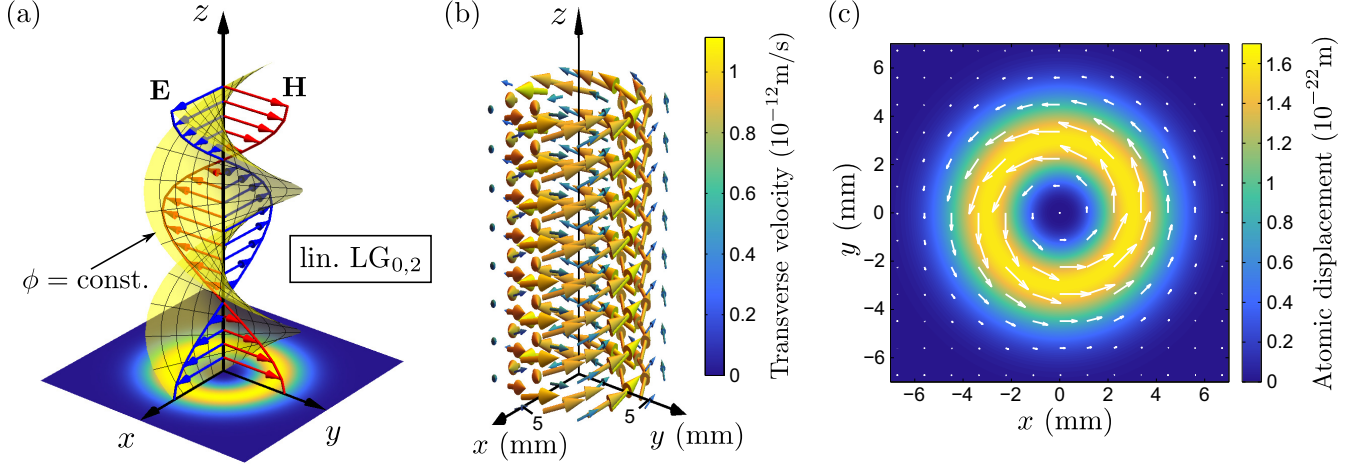 (a)
z
E
H
ϕ = const.
lin. LG0,2
x
y
(b)
z
x (mm)
5
5
y (mm)
1
0.8
0.6
0.4
0.2
0
Transverse velocity (10−12m/s)
(c)
6
4
2
0
−2
−4
−6
y (mm)
−6 −4 −2 0 2 4 6
x (mm)
1.6
1.4
1.2
1
0.8
0.6
0.4
0.2
0
Atomic displacement (10−22m)